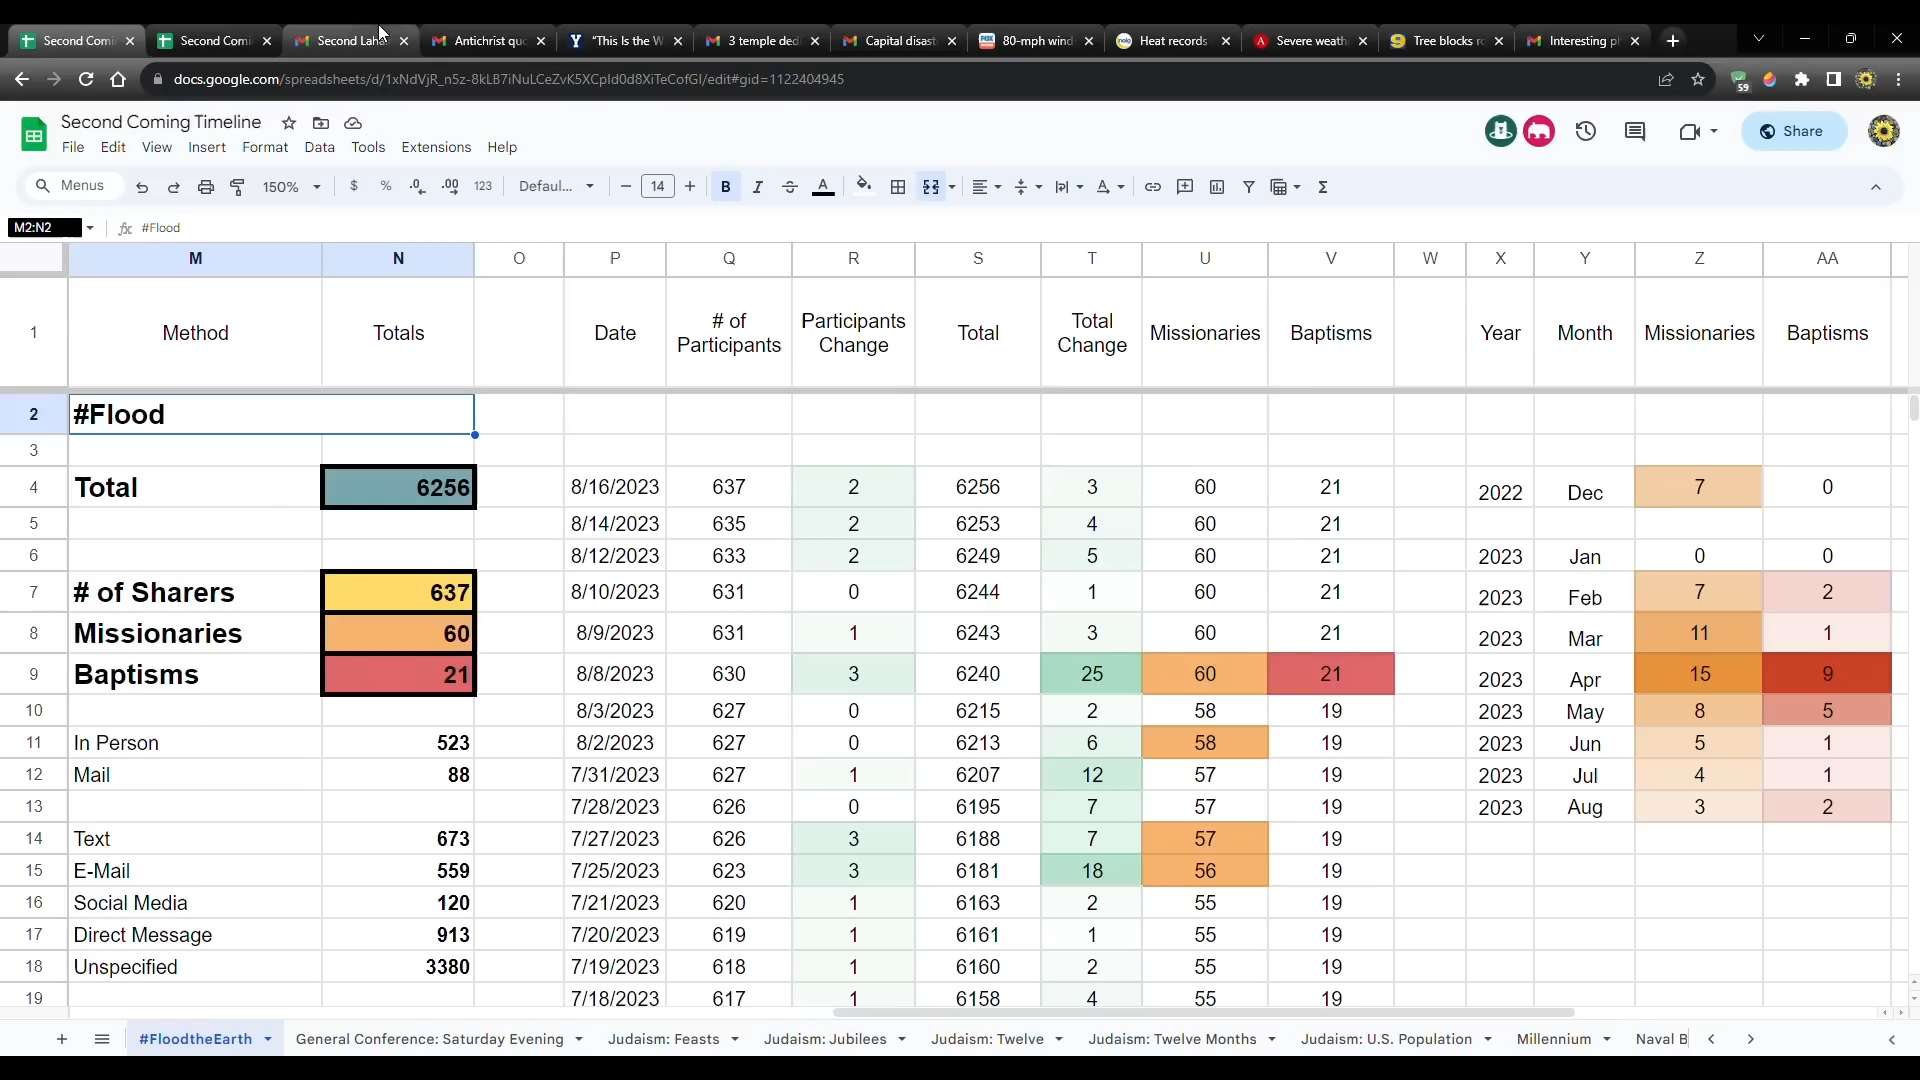 Second Comi
Second Comi
Second Laha
Antichrist quo
"This Is the W
3 temple ded
Capital disast
80-mph wind
Heat records
Severe weath
Tree blocks ro
Interesting p
docs.google.com/spreadsheets/d/1xNdVjR_n5z-8kLB7iNuLCeZvK5XCpId0d8XiTeCofGI/edit#gid=1122404945
59
Second Coming Timeline
File Edit View Insert Format Data Tools Extensions Help
Share
Menus 150% $ % .0 .00 123 Defaul... 14 B I A Σ
M2:N2 fx #Flood
M N O P Q R S T U V W X Y Z AA
1 Method Totals Date # of Participants Participants Change Total Total Change Missionaries Baptisms Year Month Missionaries Baptisms
2 #Flood
3
4 Total 6256 8/16/2023 637 2 6256 3 60 21 2022 Dec 7 0
5 8/14/2023 635 2 6253 4 60 21
6 8/12/2023 633 2 6249 5 60 21 2023 Jan 0 0
7 # of Sharers 637 8/10/2023 631 0 6244 1 60 21 2023 Feb 7 2
8 Missionaries 60 8/9/2023 631 1 6243 3 60 21 2023 Mar 11 1
9 Baptisms 21 8/8/2023 630 3 6240 25 60 21 2023 Apr 15 9
10 8/3/2023 627 0 6215 2 58 19 2023 May 8 5
11 In Person 523 8/2/2023 627 0 6213 6 58 19 2023 Jun 5 1
12 Mail 88 7/31/2023 627 1 6207 12 57 19 2023 Jul 4 1
13 7/28/2023 626 0 6195 7 57 19 2023 Aug 3 2
14 Text 673 7/27/2023 626 3 6188 7 57 19
15 E-Mail 559 7/25/2023 623 3 6181 18 56 19
16 Social Media 120 7/21/2023 620 1 6163 2 55 19
17 Direct Message 913 7/20/2023 619 1 6161 1 55 19
18 Unspecified 3380 7/19/2023 618 1 6160 2 55 19
19 7/18/2023 617 1 6158 4 55 19
#FloodtheEarth General Conference: Saturday Evening Judaism: Feasts Judaism: Jubilees Judaism: Twelve Judaism: Twelve Months Judaism: U.S. Population Millennium Naval B